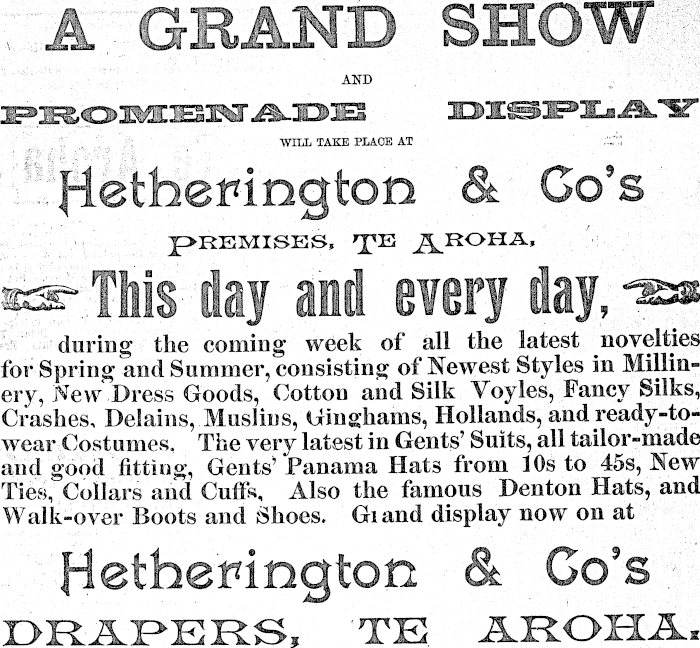 A GRAND SHOW
AND
PROMENADE DISPLAY
WILL TAKE PLACE AT
Hetherington & Co's
PREMISES, TE AROHA,
This day and every day,
during the coming week of all the latest novelties
for Spring and Summer, consisting of Newest Styles in Millin-
ery, New Dress Goods, Cotton and Silk Voyles, Fancy Silks,
Crashes, Delains, Muslins, Ginghams, Hollands, and ready-to-
wear Costumes. The very latest in Gents' Suits, all tailor-made
and good fitting, Gents' Panama Hats from 10s to 45s, New
Ties, Collars and Cuffs, Also the famous Denton Hats, and
Walk-over Boots and Shoes. Grand display now on at
Hetherington & Co's
DRAPERS, TE AROHA.